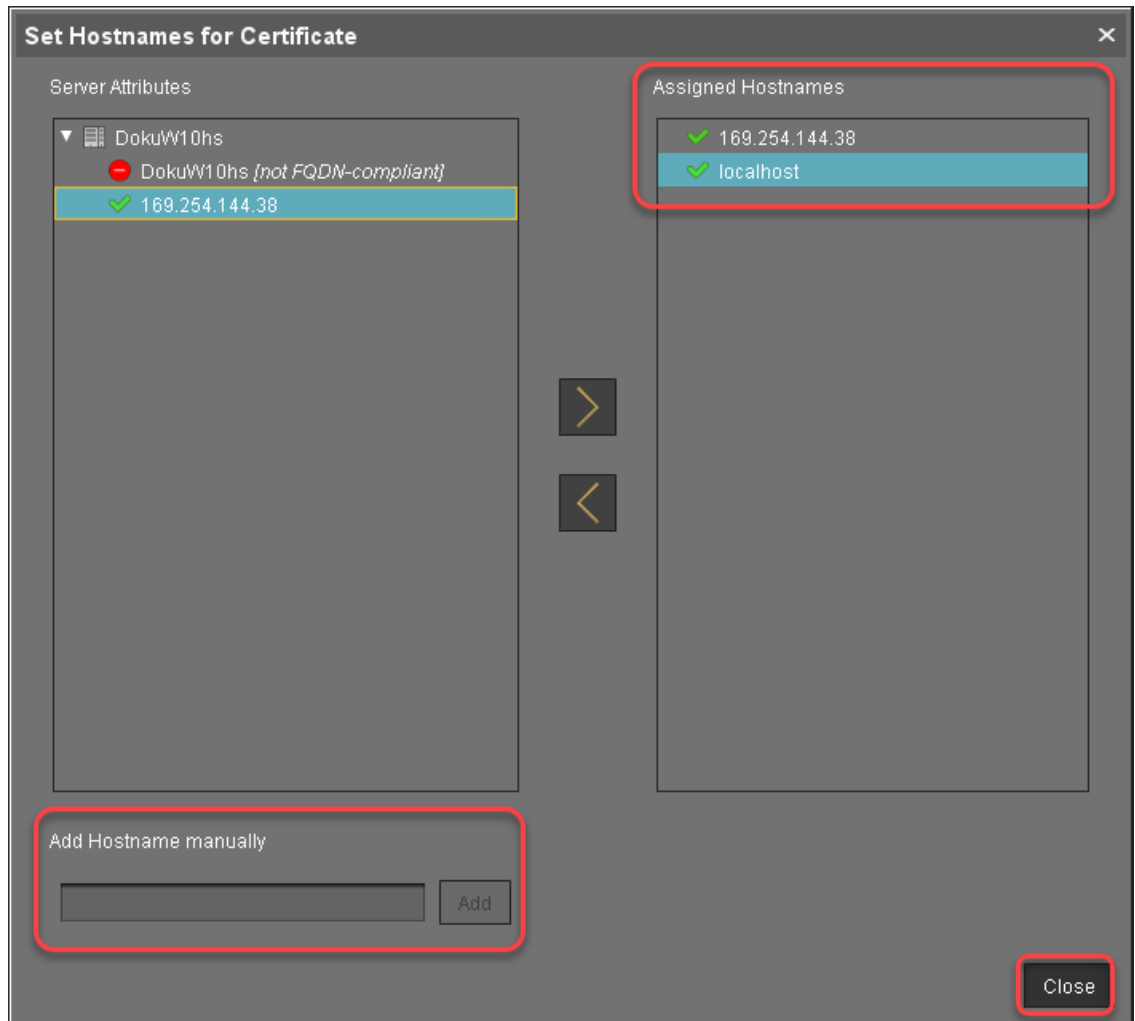 Set Hostnames for Certificate
Server Attributes
DokuW10hs
DokuW10hs [not FQDN-compliant]
169.254.144.38
Assigned Hostnames
169.254.144.38
localhost
Add Hostname manually
Add
Close